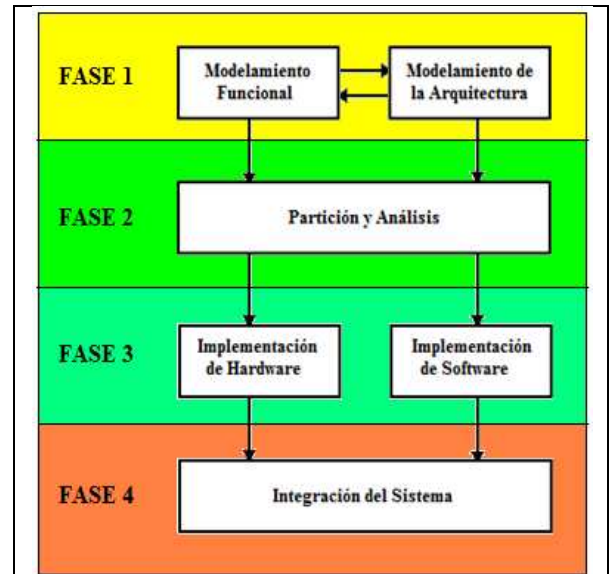 FASE 1
Modelamiento
Funcional
Modelamiento de
la Arquitectura
FASE 2
Partición y Análisis
FASE 3
Implementación
de Hardware
Implementación
de Software
FASE 4
Integración del Sistema